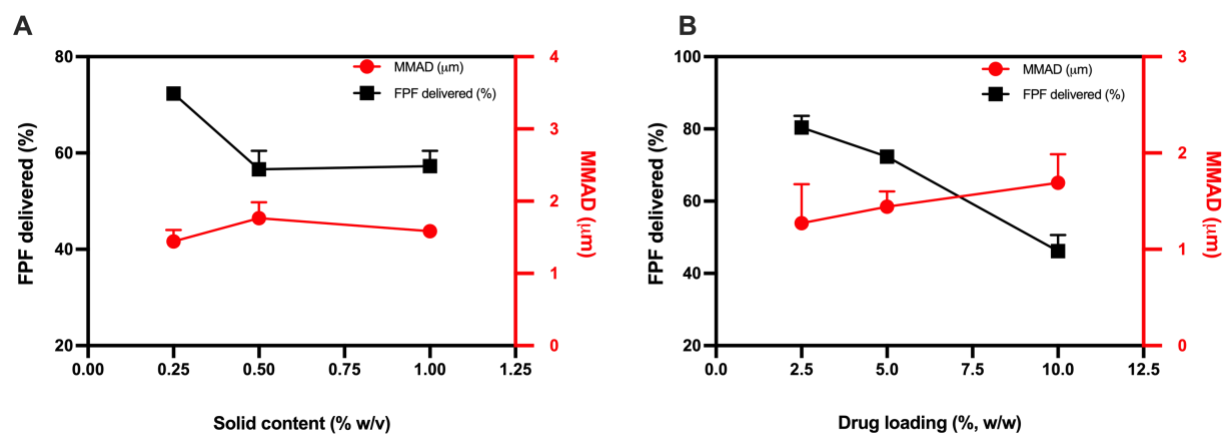 A
80
60
40
20
FPF delivered (%)
MMAD (μm)
FPF delivered (%)
4
3
2
1
0
MMAD (μm)
0.00 0.25 0.50 0.75 1.00 1.25
Solid content (% w/v)
B
100
80
60
40
20
FPF delivered (%)
MMAD (μm)
FPF delivered (%)
3
2
1
0
MMAD (μm)
0.0 2.5 5.0 7.5 10.0 12.5
Drug loading (%, w/w)